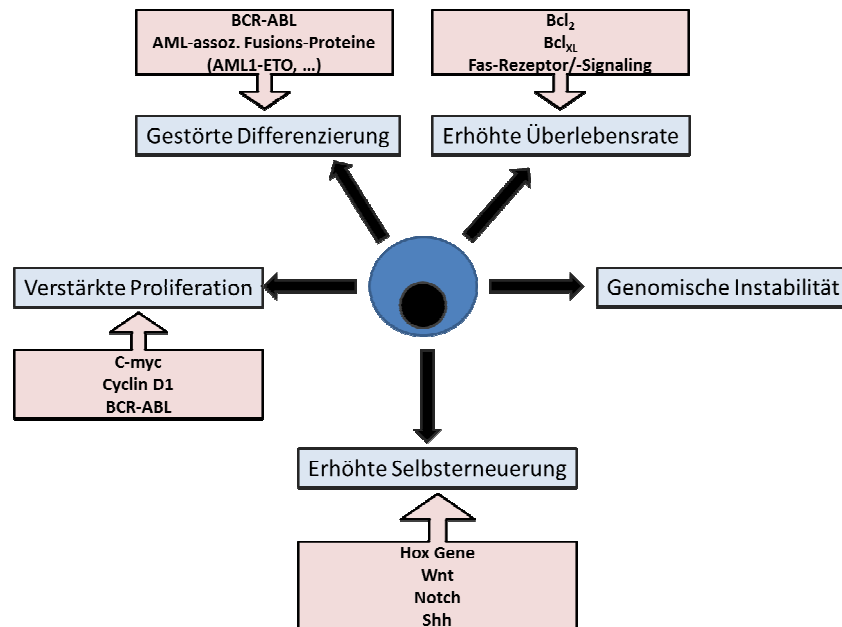 BCR-ABL
AML-assoz. Fusions-Proteine
(AML1-ETO, ...)
Bcl₂
Bcl_XL
Fas-Rezeptor/-Signaling
Gestörte Differenzierung
Erhöhte Überlebensrate
Verstärkte Proliferation
Genomische Instabilität
C-myc
Cyclin D1
BCR-ABL
Erhöhte Selbsterneuerung
Hox Gene
Wnt
Notch
Shh